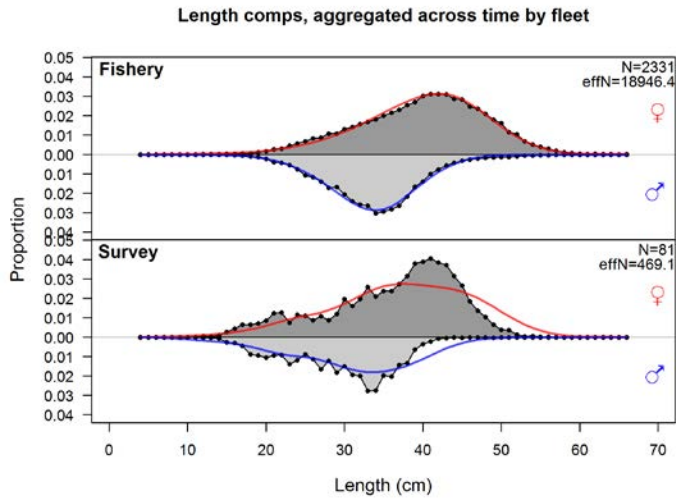 Length comps, aggregated across time by fleet
Fishery
N=2331
effN=18946.4
♀
♂
0.05
0.04
0.03
0.02
0.01
0.00
0.01
0.02
0.03
0.04
Proportion
Survey
N=81
effN=469.1
♀
♂
0.05
0.04
0.03
0.02
0.01
0.00
0.01
0.02
0.03
0.04
0 10 20 30 40 50 60 70
Length (cm)